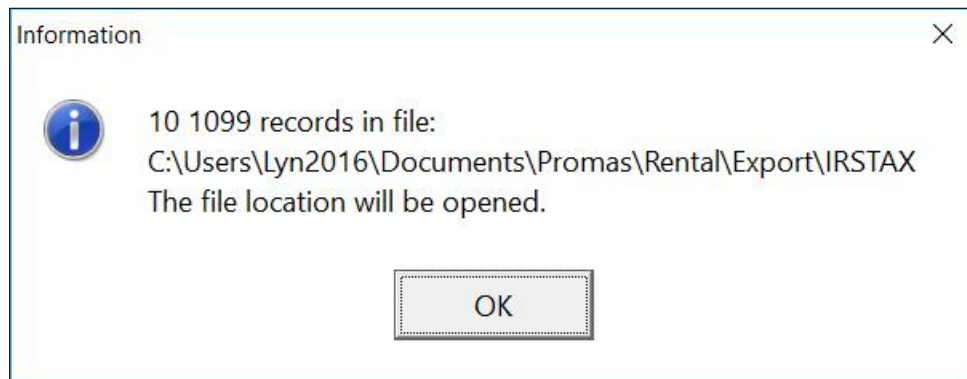 Information
10 1099 records in file:
C:\Users\Lyn2016\Documents\Promas\Rental\Export\IRSTAX
The file location will be opened.
OK